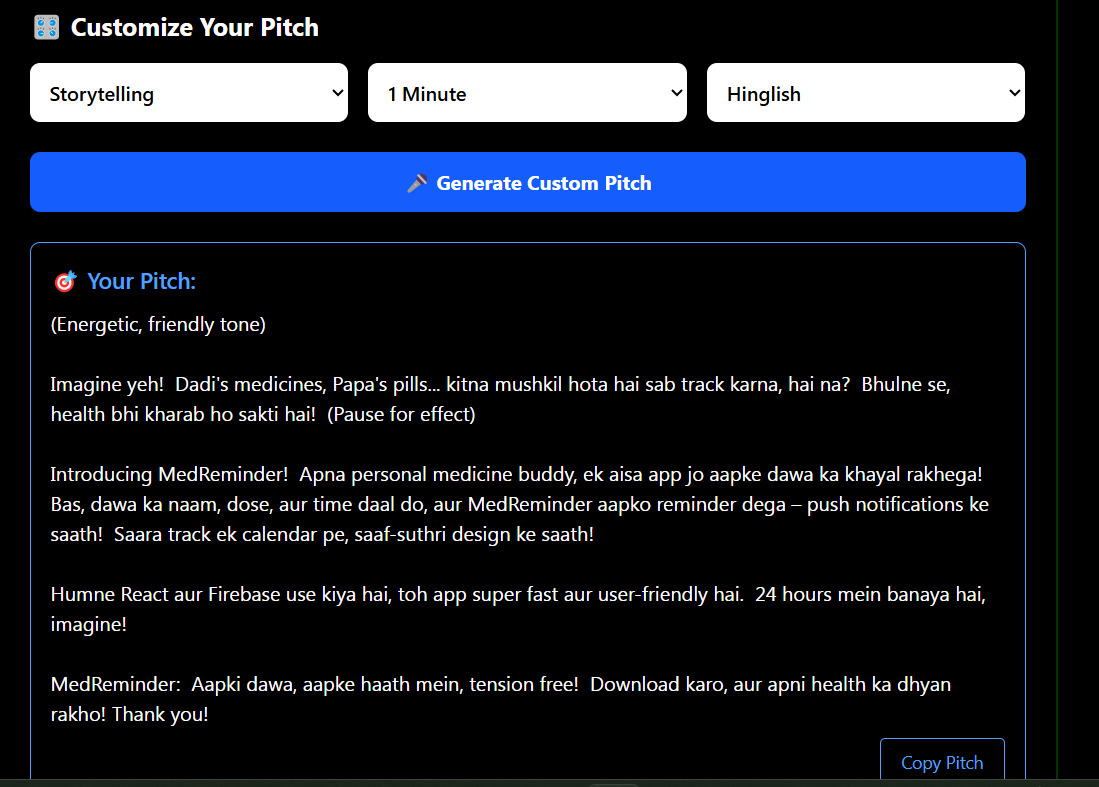 🎛️ Customize Your Pitch
Storytelling
1 Minute
Hinglish
🎤 Generate Custom Pitch
🎯 Your Pitch:
(Energetic, friendly tone)
Imagine yeh!  Dadi's medicines, Papa's pills... kitna mushkil hota hai sab track karna, hai na?  Bhulne se,
health bhi kharab ho sakti hai!  (Pause for effect)
Introducing MedReminder!  Apna personal medicine buddy, ek aisa app jo aapke dawa ka khayal rakhega!
Bas, dawa ka naam, dose, aur time daal do, aur MedReminder aapko reminder dega – push notifications ke
saath!  Saara track ek calendar pe, saaf-suthri design ke saath!
Humne React aur Firebase use kiya hai, toh app super fast aur user-friendly hai.  24 hours mein banaya hai,
imagine!
MedReminder:  Aapki dawa, aapke haath mein, tension free!  Download karo, aur apni health ka dhyan
rakho! Thank you!
Copy Pitch